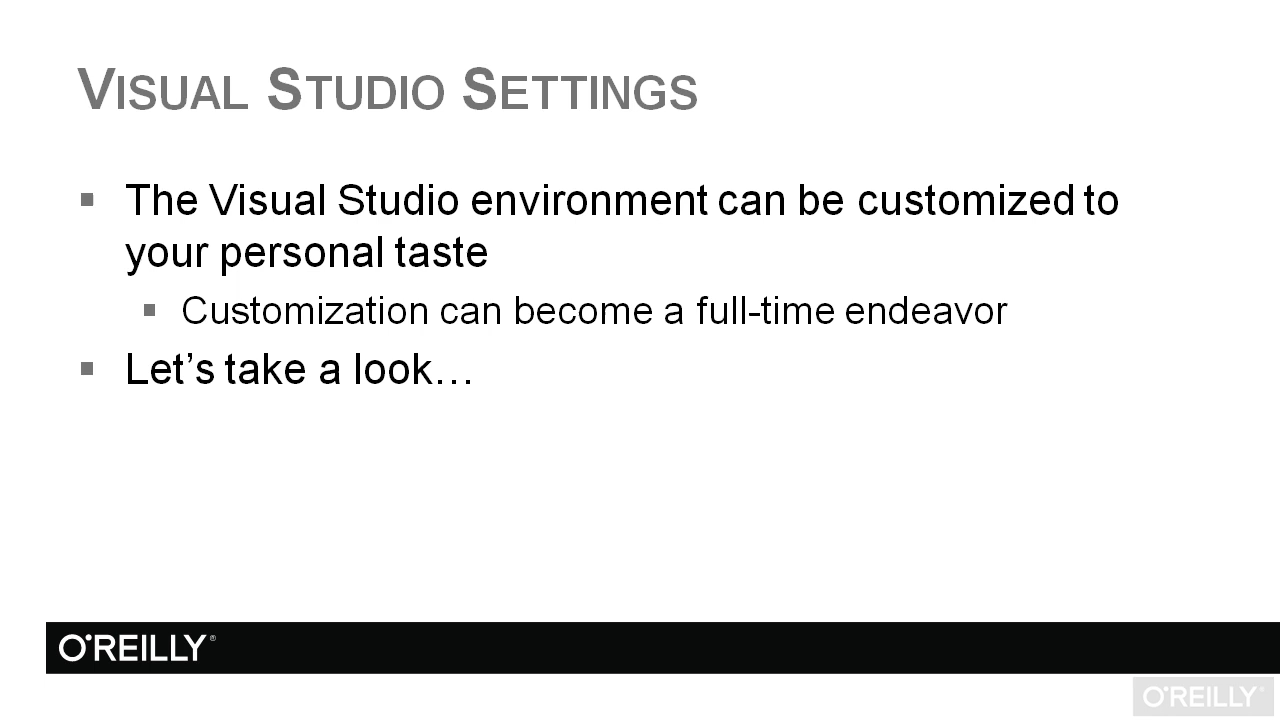 VISUAL STUDIO SETTINGS
▪ The Visual Studio environment can be customized to
your personal taste
▪ Customization can become a full-time endeavor
▪ Let’s take a look…
O'REILLY®
O'REILLY®